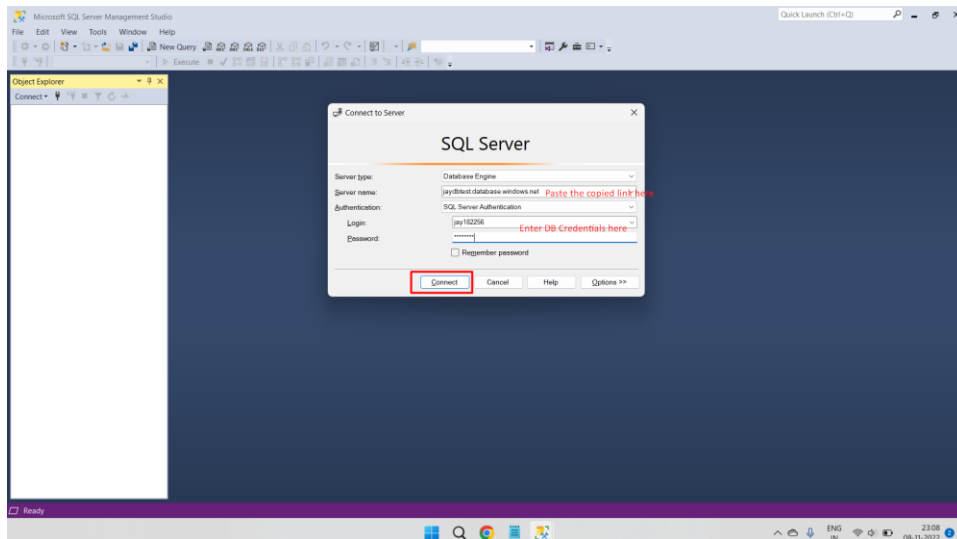 Microsoft SQL Server Management Studio
Quick Launch (Ctrl+Q)
File Edit View Tools Window Help
New Query
Execute
Object Explorer
Connect
Connect to Server
SQL Server
Server type: Database Engine
Server name: jaydbtest.database.windows.net Paste the copied link here
Authentication: SQL Server Authentication
Login: jay182256
Enter DB Credentials here
Password: ********
Remember password
Connect Cancel Help Options >>
Ready
ENG 23:08
IN 08-11-2022 2